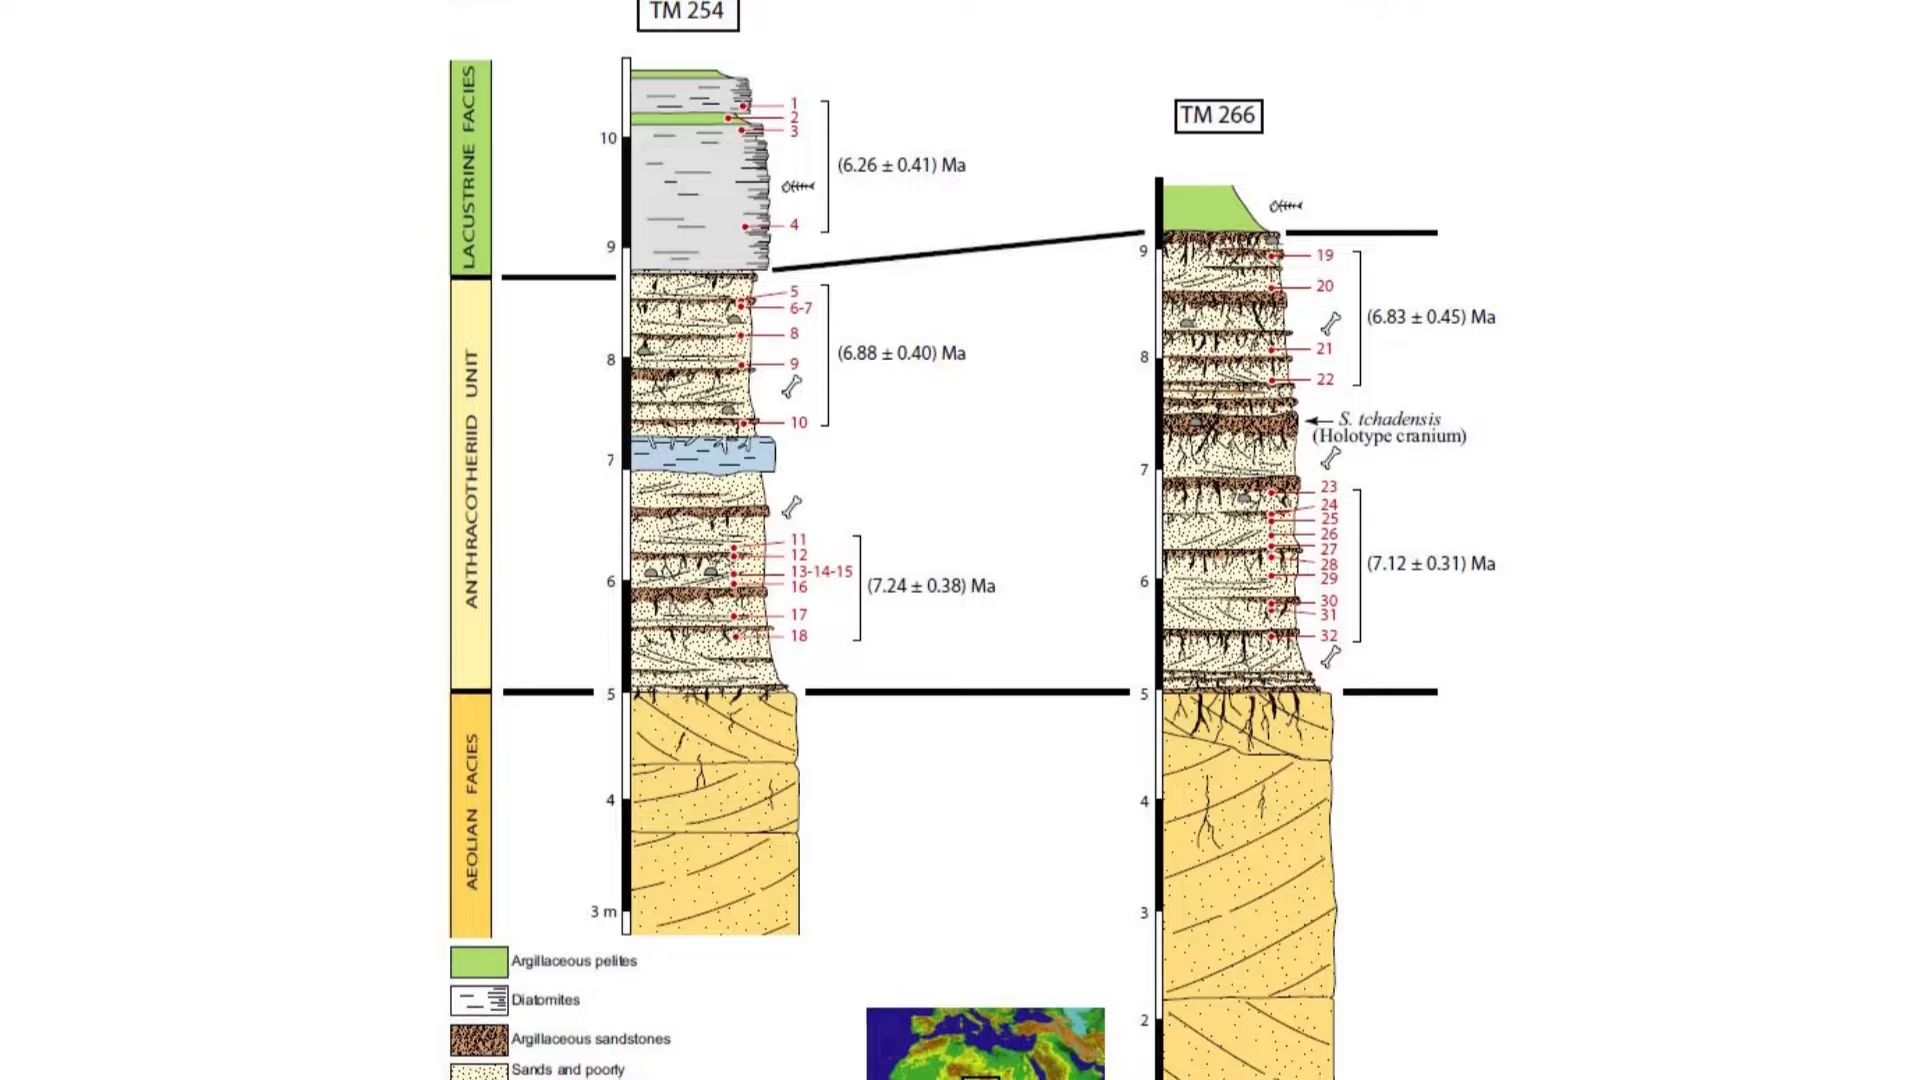 TM 254
TM 266
LACUSTRINE FACIES
ANTHRACOTHERIID UNIT
AEOLIAN FACIES
10
9
8
7
6
5
4
3 m
1
2
3
4
(6.26 ± 0.41) Ma
5
6-7
8
9
10
(6.88 ± 0.40) Ma
11
12
13-14-15
16
17
18
(7.24 ± 0.38) Ma
9
8
7
6
5
4
3
2
19
20
21
22
(6.83 ± 0.45) Ma
S. tchadensis
(Holotype cranium)
23
24
25
26
27
28
29
30
31
32
(7.12 ± 0.31) Ma
Argillaceous pelites
Diatomites
Argillaceous sandstones
Sands and poorly